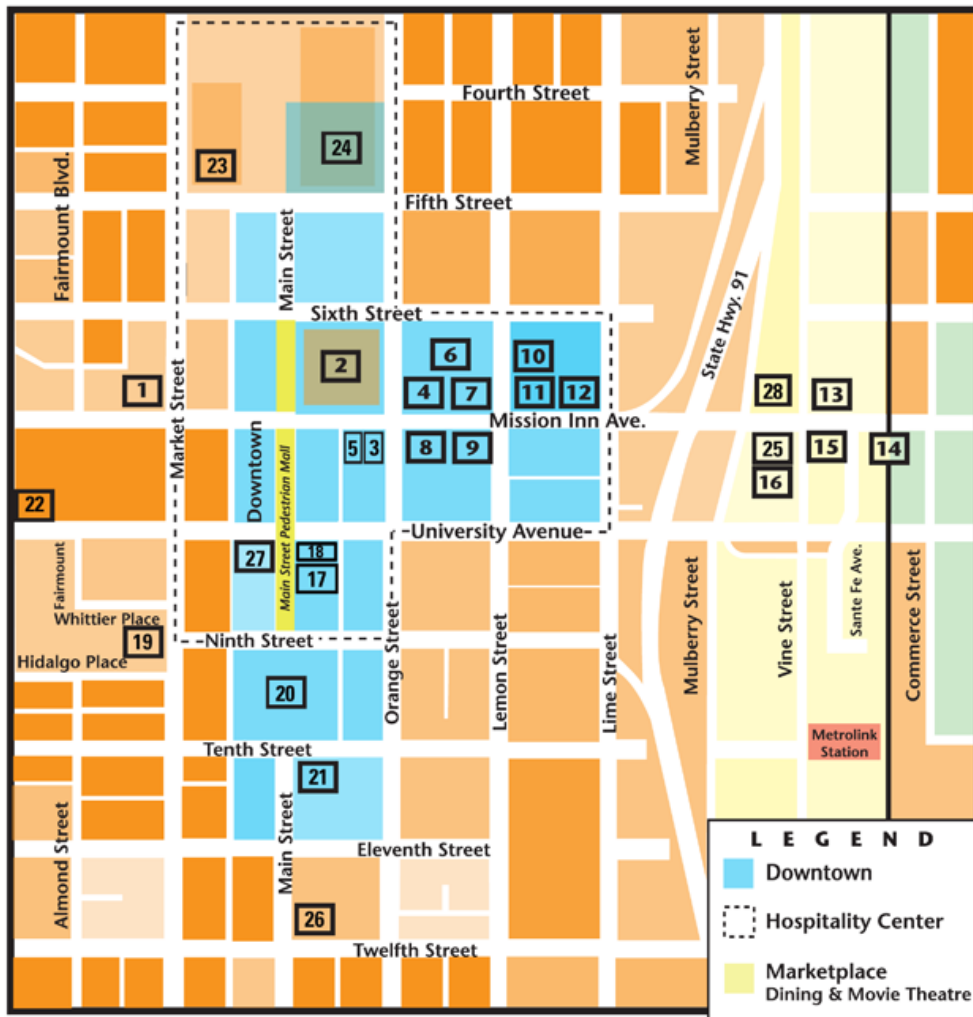 Fourth Street
Mulberry Street
Fairmount Blvd.
23
24
Fifth Street
Main Street
Sixth Street
State Hwy. 91
1
2
6
10
4
7
11
12
28
13
Market Street
Mission Inn Ave.
Downtown
5
3
8
9
25
15
14
16
22
Main Street Pedestrian Mall
University Avenue
27
18
17
Fairmount
Whittier Place
19
Hidalgo Place
Ninth Street
Orange Street
Lemon Street
Lime Street
Mulberry Street
Vine Street
Sante Fe Ave.
Commerce Street
20
Tenth Street
Metrolink
Station
21
Almond Street
Main Street
Eleventh Street
26
Twelfth Street
LEGEND
Downtown
Hospitality Center
Marketplace
Dining & Movie Theatre